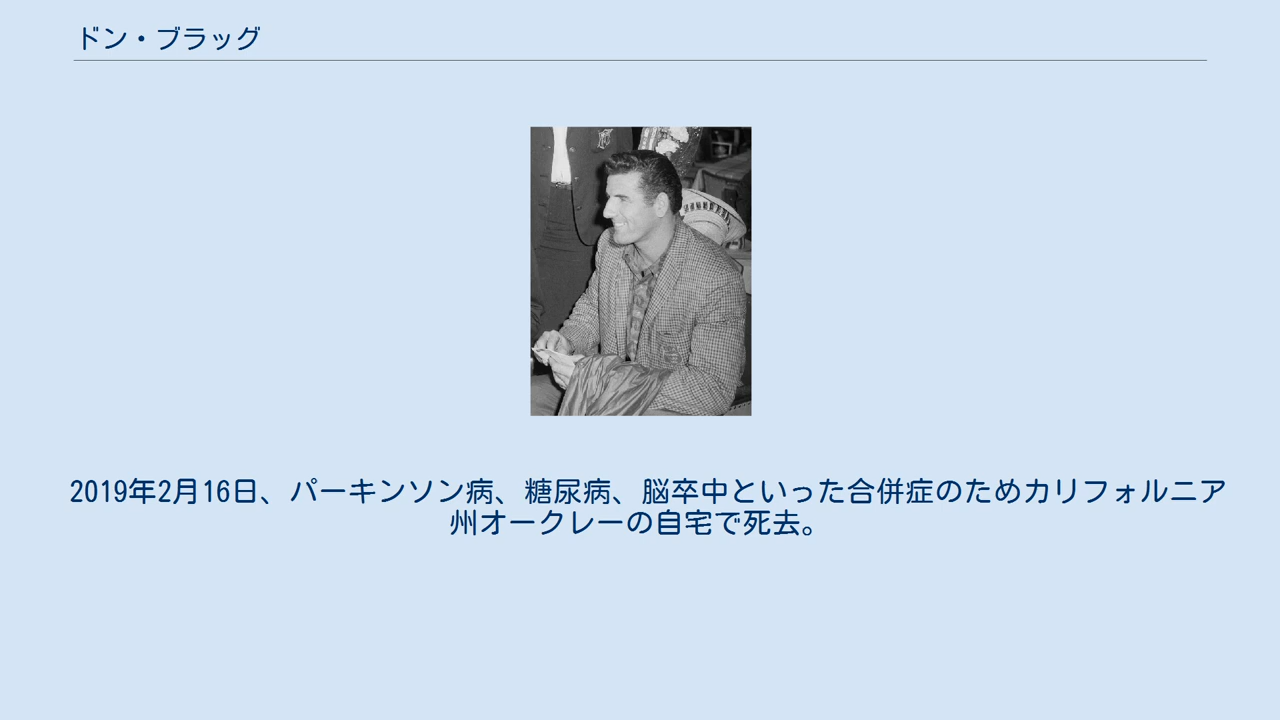 ドン・ブラッグ
2019年2月16日、パーキンソン病、糖尿病、脳卒中といった合併症のためカリフォルニア
州オークレーの自宅で死去。